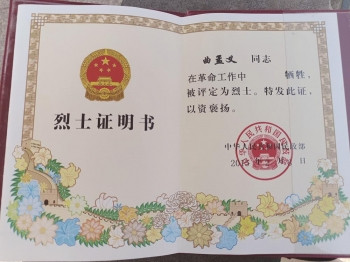 烈士证明书
曲孟文 同志
在革命工作中 牺牲,
被评定为烈士。特发此证,
以资褒扬。
中华人民共和国民政部